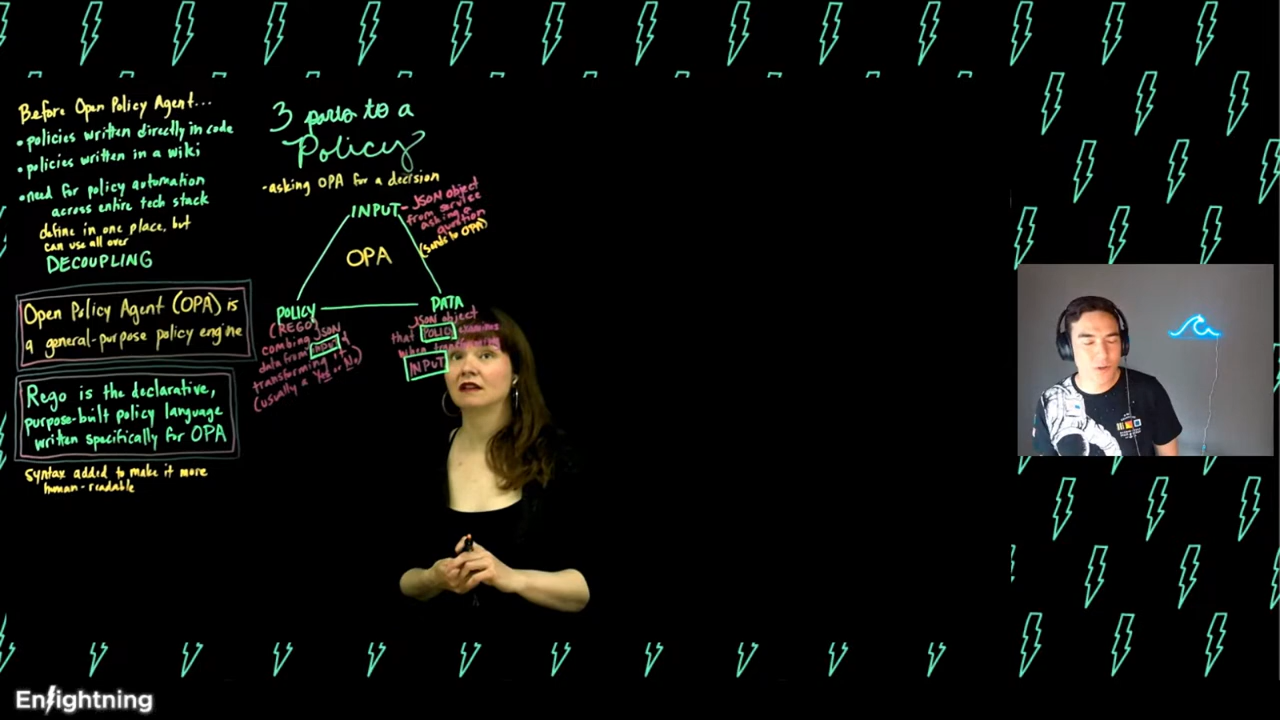 Before Open Policy Agent...
• policies written directly in code
• policies written in a wiki
• need for policy automation
across entire tech stack
define in one place, but
can use all over
DECOUPLING
Open Policy Agent (OPA) is
a general-purpose policy engine
Rego is the declarative,
purpose-built policy language
written specifically for OPA
Syntax added to make it more
human-readable
3 parts to a
Policy
- asking OPA for a decision
INPUT - JSON object
from service
asking a
question
(sends to OPA)
OPA
POLICY
(REGO)
combing JSON
data from INPUT &
transforming it
(usually a Yes or No)
DATA
JSON object
that POLICY
when transforming
INPUT
Enlightning